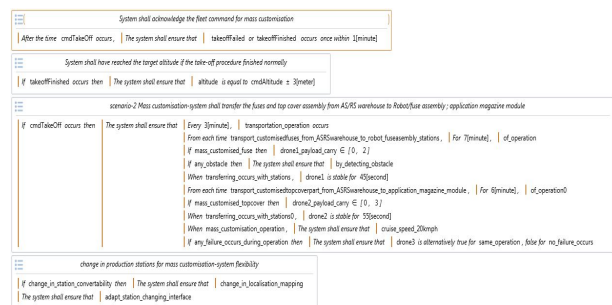 System shall acknowledge the fleet command for mass customisation
After the time cmdTakeOff occurs, The system shall ensure that takeoffFailed or takeoffFinished occurs once within 1[minute]
System shall have reached the target altitude if the take-off procedure finished normally
If takeoffFinished occurs then The system shall ensure that altitude is equal to cmdAltitude ± 3[meter]
scenario-2 Mass customisation-system shall transfer the fuses and top cover assembly from AS/RS warehouse to Robot/fuse assembly ; application magazine module
If cmdTakeOff occurs then The system shall ensure that Every 3[minute], transportation_operation occurs
From each time transport_customisedfuses_from_ASRSwarehouse_to_robot_fuseasembly_stations, For 7[minute], of_operation
If mass_customised_fuse then drone1_payload_carry ∈ [0, 2]
If any_obstacle then The system shall ensure that by_detecting_obstacle
When transferring_occurs_with_stations, drone1 is stable for 45[second]
From each time transport_customisedtopcoverpart_from_ASRSwarehouse_to_application_magazine_module, For 6[minute], of_operation0
If mass_customised_topcover then drone2_payload_carry ∈ [0, 3]
When transferring_occurs_with_stations0, drone2 is stable for 55[second]
When mass_customisation_operation, The system shall ensure that cruise_speed_20kmph
If any_failure_occurs_during_operation then The system shall ensure that drone3 is alternatively true for same_operation, false for no_failure_occurs
change in production stations for mass customisation-system flexibility
If change_in_station_convertability then The system shall ensure that change_in_localisation_mapping
The system shall ensure that adapt_station_changing_interface